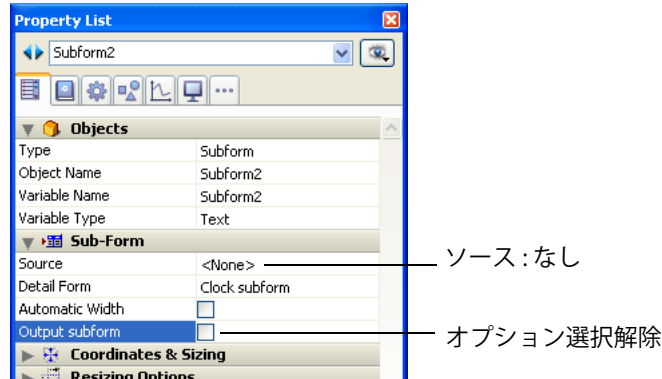 Property List
Subform2
Objects
Type Subform
Object Name Subform2
Variable Name Subform2
Variable Type Text
Sub-Form
Source <None> ソース : なし
Detail Form Clock subform
Automatic Width
Output subform オプション選択解除
Coordinates & Sizing
Resizing Options